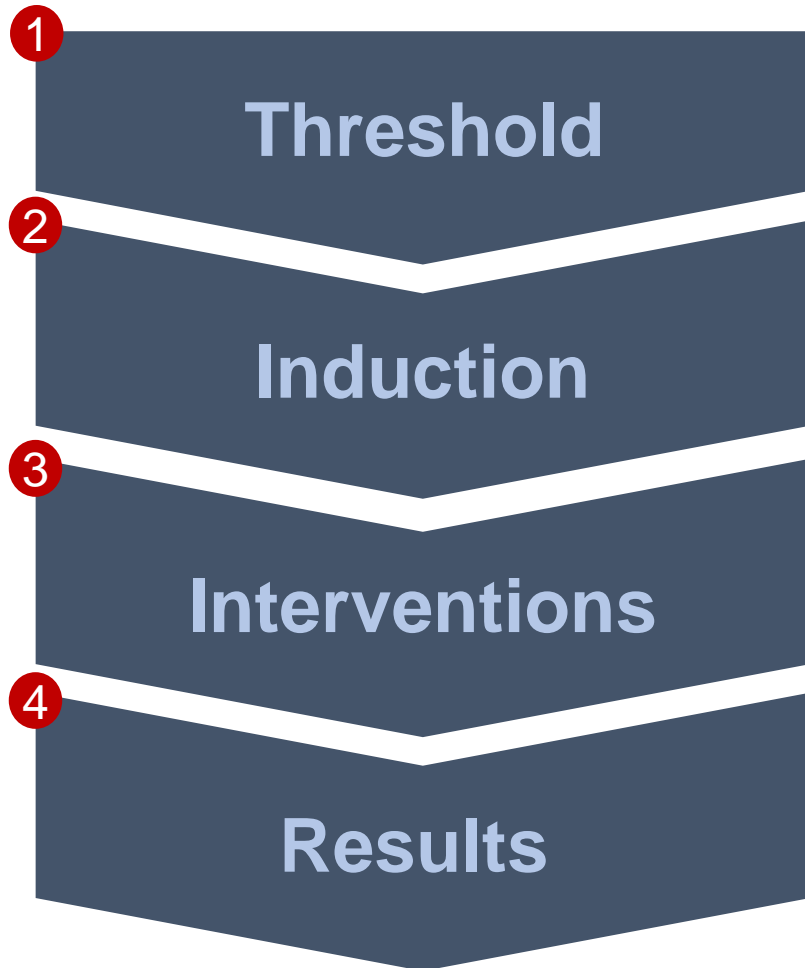 1
Threshold
2
Induction
3
Interventions
4
Results